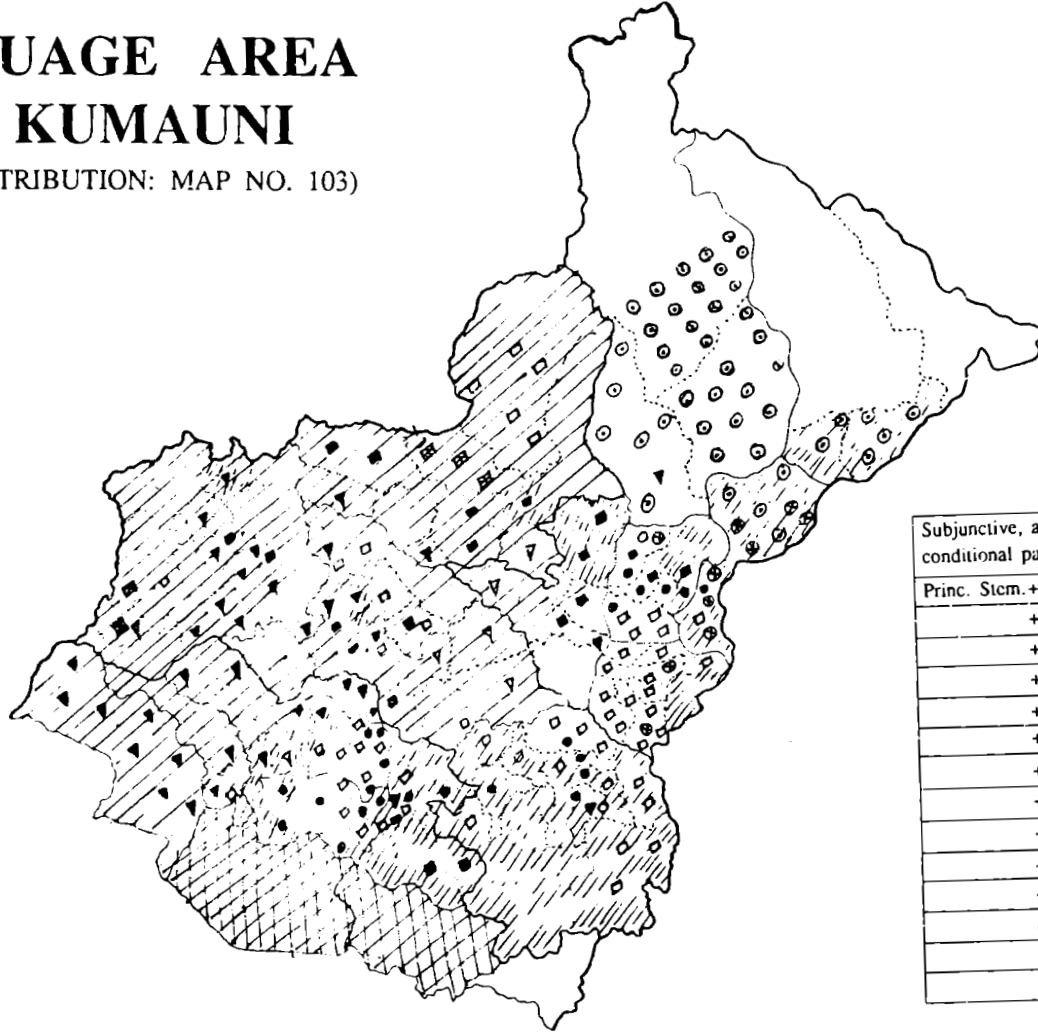 UAGE AREA
KUMAUNI
TRIBUTION: MAP NO. 103)
Subjunctive, a
conditional pa
Princ. Stem.+
+
+
+
+
+
+